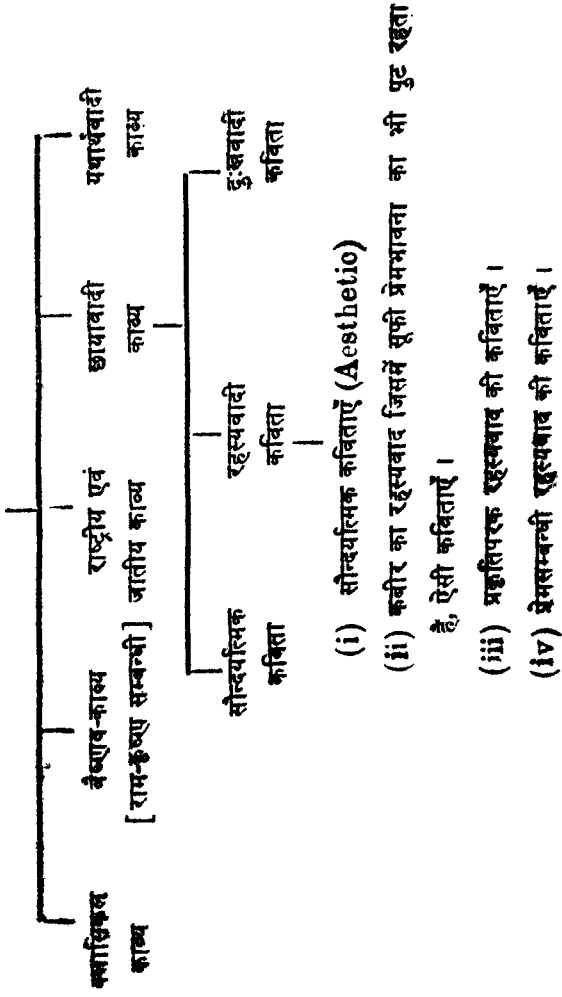 क्लासिकल वैष्णव-काव्य राष्ट्रीय एवं छायावादी यथार्थवादी
काव्य [राम-कृष्ण सम्बन्धी] जातीय काव्य काव्य काव्य
सौन्दर्यात्मक रहस्यवादी दुःखवादी
कविता कविता कविता
(i) सौन्दर्यात्मक कविताएँ (Aesthetio)
(ii) कबीर का रहस्यवाद जिसमें सूफी प्रेमभावना का भी पुट रहता
है, ऐसी कविताएँ ।
(iii) प्रकृतिपरक रहस्यवाद की कविताएँ ।
(iv) प्रेमसम्बन्धी रहस्यवाद की कविताएँ ।